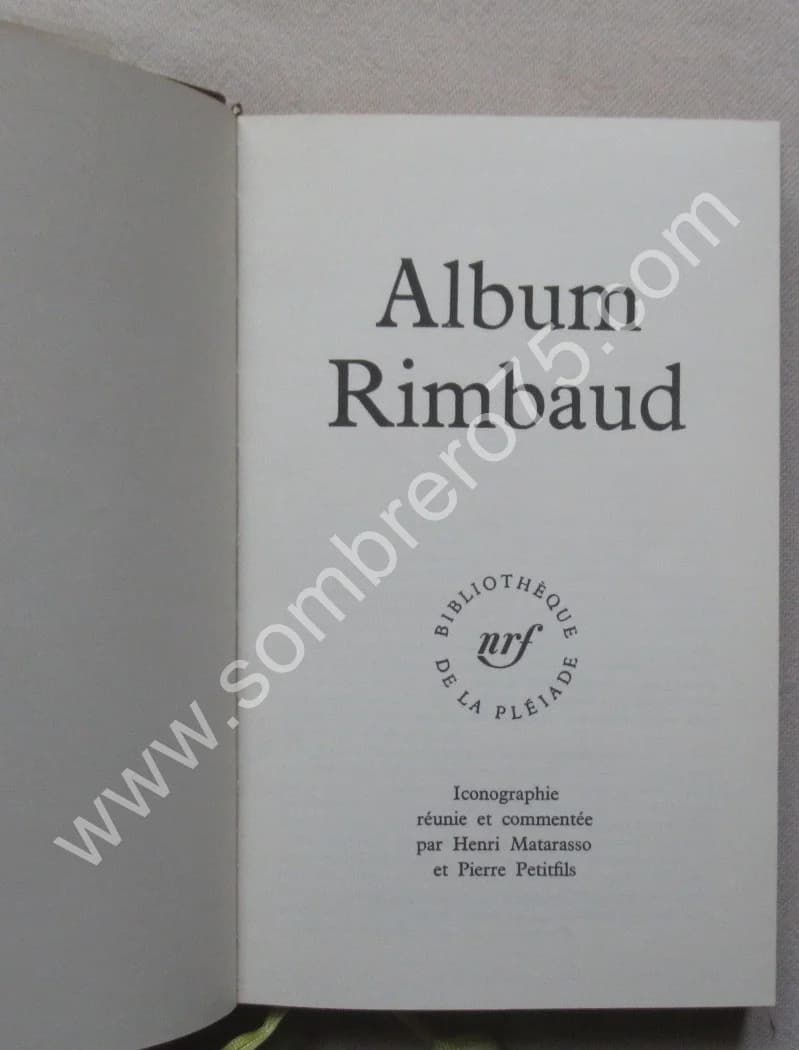 Album
Rimbaud
BIBLIOTHÈQUE
DE LA PLÉIADE
nrf
Iconographie
réunie et commentée
par Henri Matarasso
et Pierre Petitfils
www.sombrero75.com